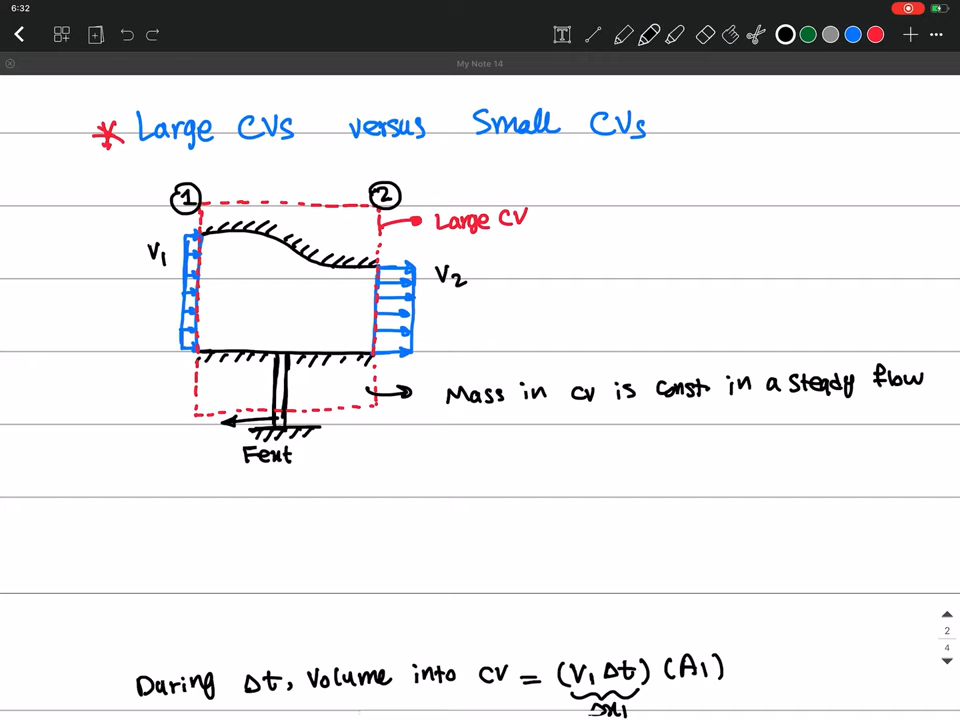 6:32
My Note 14
* Large CVs versus Small CVs
1 2
Large CV
V1 V2
Mass in CV is const. in a steady flow
Fext
2
4
During Δt, Volume into CV = (V1 Δt) (A1)
Δx1